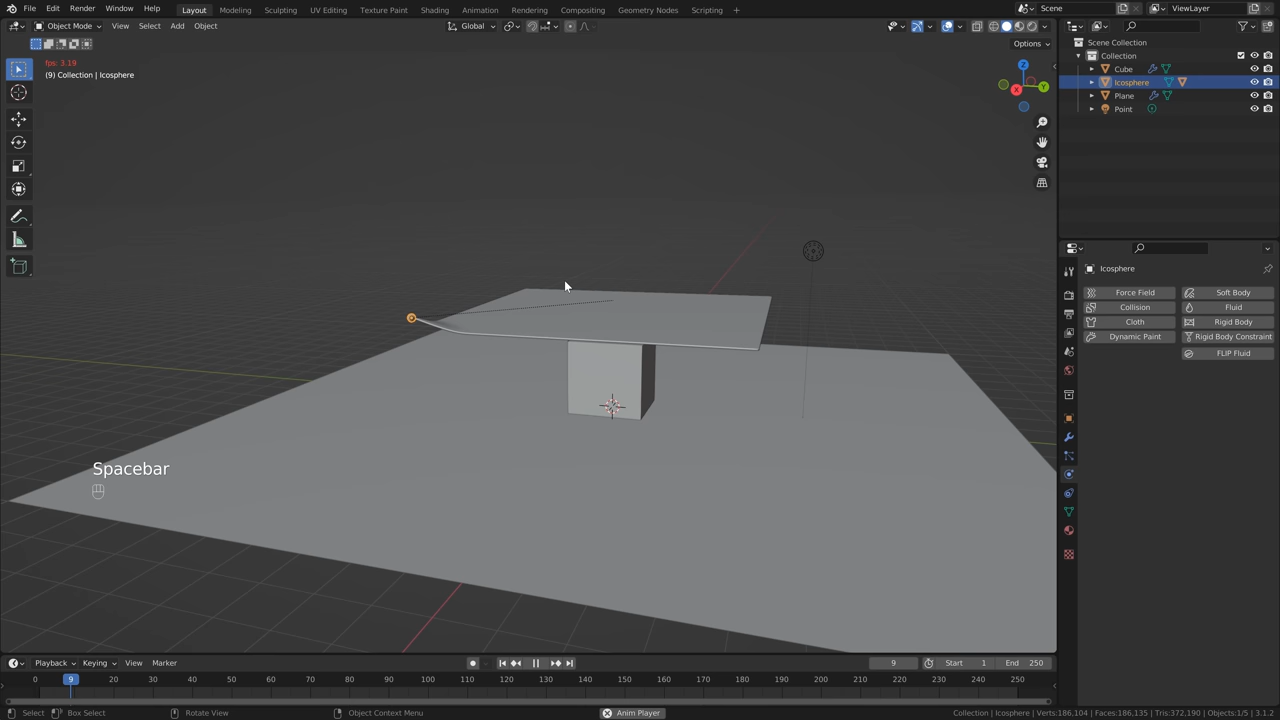 File Edit Render Window Help Layout Modeling Sculpting UV Editing Texture Paint Shading Animation Rendering Compositing Geometry Nodes Scripting + Scene ViewLayer
Object Mode View Select Add Object Global
Options
fps: 3.19
(9) Collection | Icosphere
Z
X
Y
Scene Collection
Collection
Cube
Icosphere
Plane
Point
Icosphere
Force Field Soft Body
Collision Fluid
Cloth Rigid Body
Dynamic Paint Rigid Body Constraint
FLIP Fluid
Spacebar
Playback Keying View Marker 9 Start 1 End 250
0 9 20 30 40 50 60 70 80 90 100 110 120 130 140 150 160 170 180 190 200 210 220 230 240 250
Select Box Select Rotate View Object Context Menu Anim Player Collection | Icosphere | Verts:186,104 | Faces:186,135 | Tris:372,190 | Objects:1/5 | 3.1.2